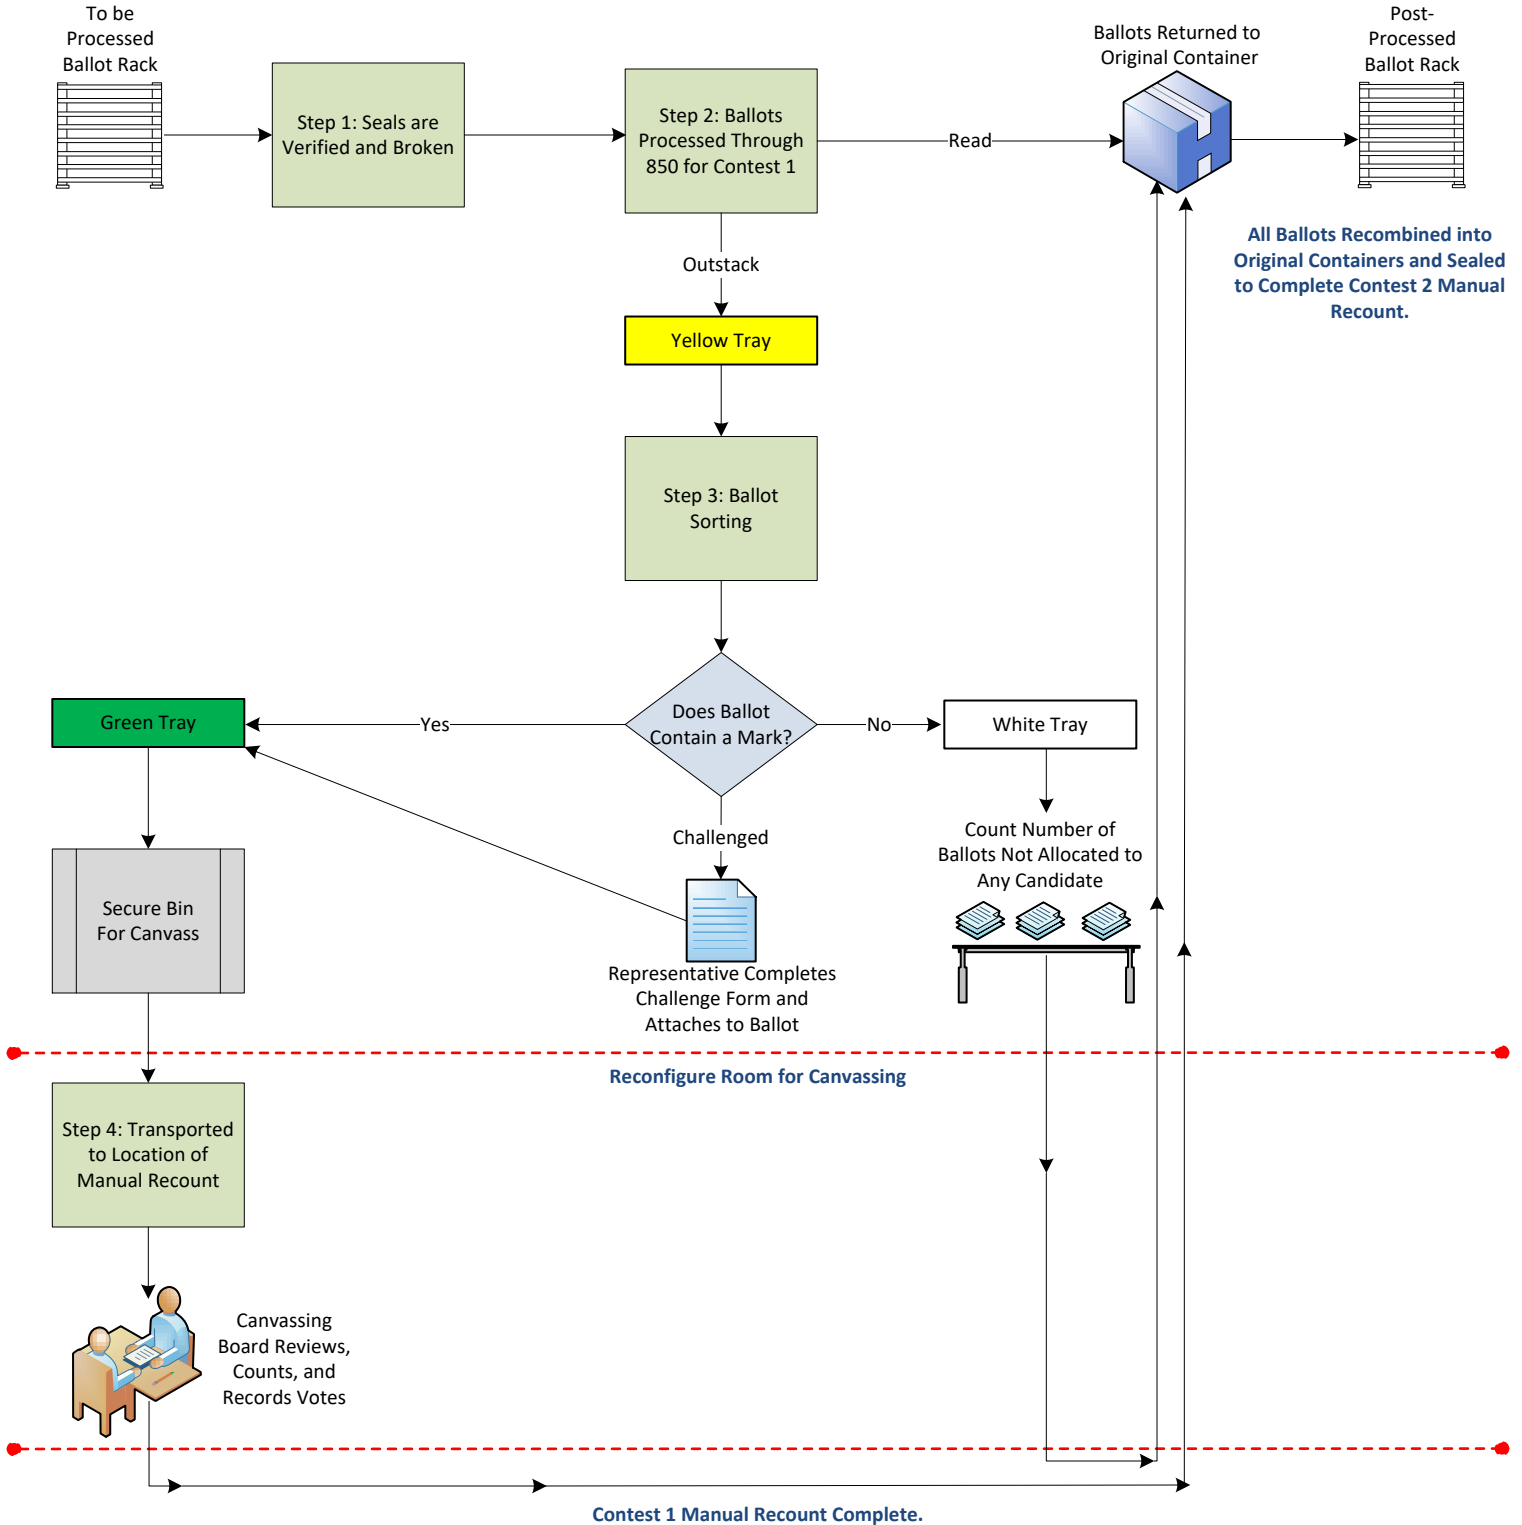 To be
Processed
Ballot Rack
Step 1: Seals are
Verified and Broken
Step 2: Ballots
Processed Through
850 for Contest 1
Read
Ballots Returned to
Original Container
Post-
Processed
Ballot Rack
All Ballots Recombined into
Original Containers and Sealed
to Complete Contest 2 Manual
Recount.
Outstack
Yellow Tray
Step 3: Ballot
Sorting
Does Ballot
Contain a Mark?
Yes
No
Green Tray
White Tray
Challenged
Count Number of
Ballots Not Allocated to
Any Candidate
Secure Bin
For Canvass
Representative Completes
Challenge Form and
Attaches to Ballot
Reconfigure Room for Canvassing
Step 4: Transported
to Location of
Manual Recount
Canvassing
Board Reviews,
Counts, and
Records Votes
Contest 1 Manual Recount Complete.